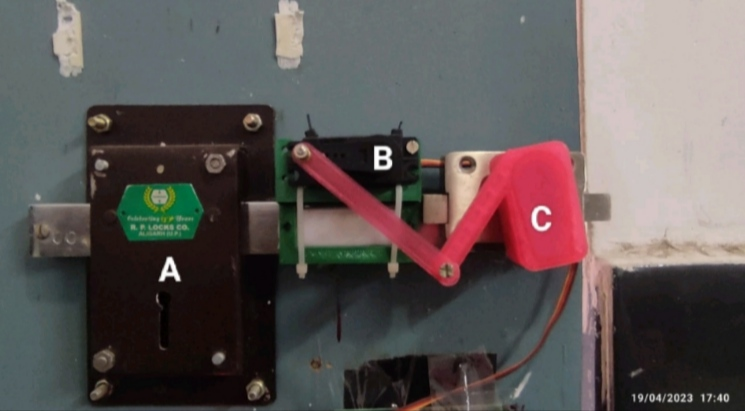 B
C
R. P. LOCKS CO.
ALIGARH (U.P.)
A
19/04/2023 17:40